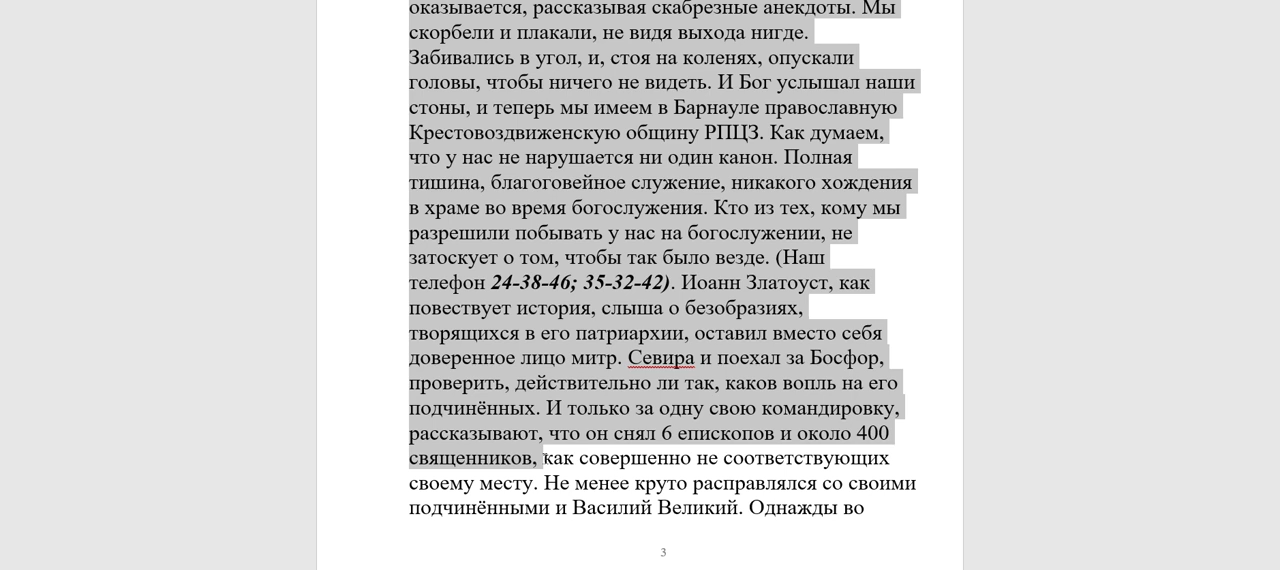 оказывается, рассказывая скабрезные анекдоты. Мы
скорбели и плакали, не видя выхода нигде.
Забивались в угол, и, стоя на коленях, опускали
головы, чтобы ничего не видеть. И Бог услышал наши
стоны, и теперь мы имеем в Барнауле православную
Крестовоздвиженскую общину РПЦЗ. Как думаем,
что у нас не нарушается ни один канон. Полная
тишина, благоговейное служение, никакого хождения
в храме во время богослужения. Кто из тех, кому мы
разрешили побывать у нас на богослужении, не
затоскует о том, чтобы так было везде. (Наш
телефон 24-38-46; 35-32-42). Иоанн Златоуст, как
повествует история, слыша о безобразиях,
творящихся в его патриархии, оставил вместо себя
доверенное лицо митр. Севира и поехал за Босфор,
проверить, действительно ли так, каков вопль на его
подчинённых. И только за одну свою командировку,
рассказывают, что он снял 6 епископов и около 400
священников, как совершенно не соответствующих
своему месту. Не менее круто расправлялся со своими
подчинёнными и Василий Великий. Однажды во
3